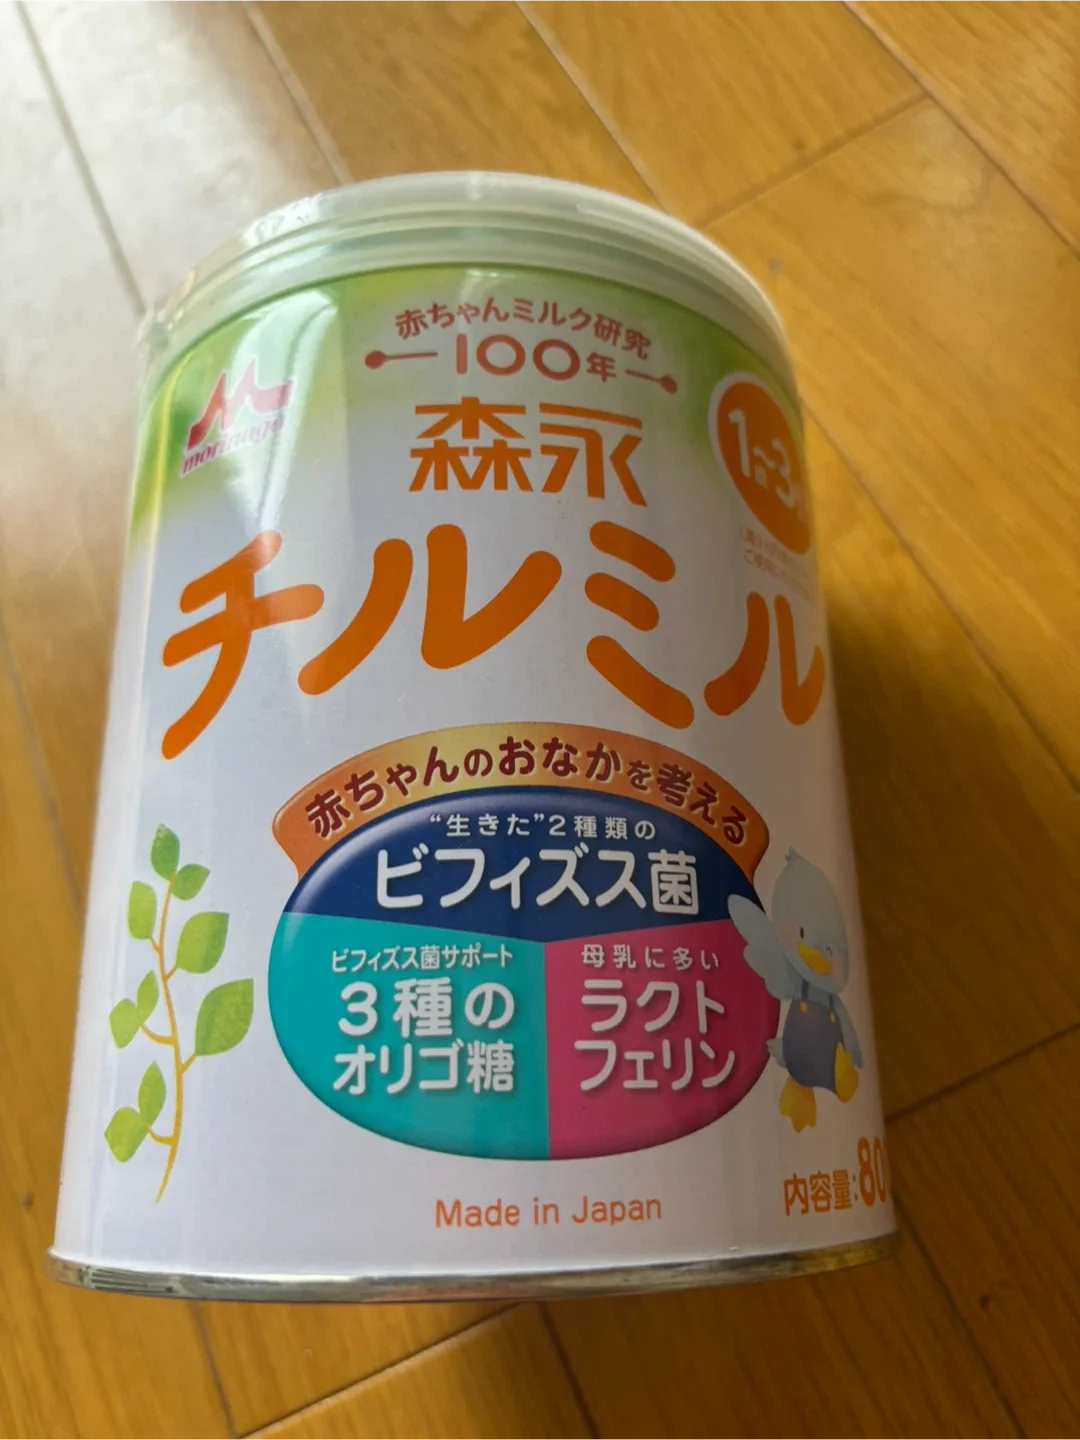 赤ちゃんミルク研究
100年
morinaga
森永
1~3
チルミル
赤ちゃんのおなかを考える
“生きた”2種類の
ビフィズス菌
ビフィズス菌サポート
3種の
オリゴ糖
母乳に多い
ラクト
フェリン
Made in Japan
内容量:80